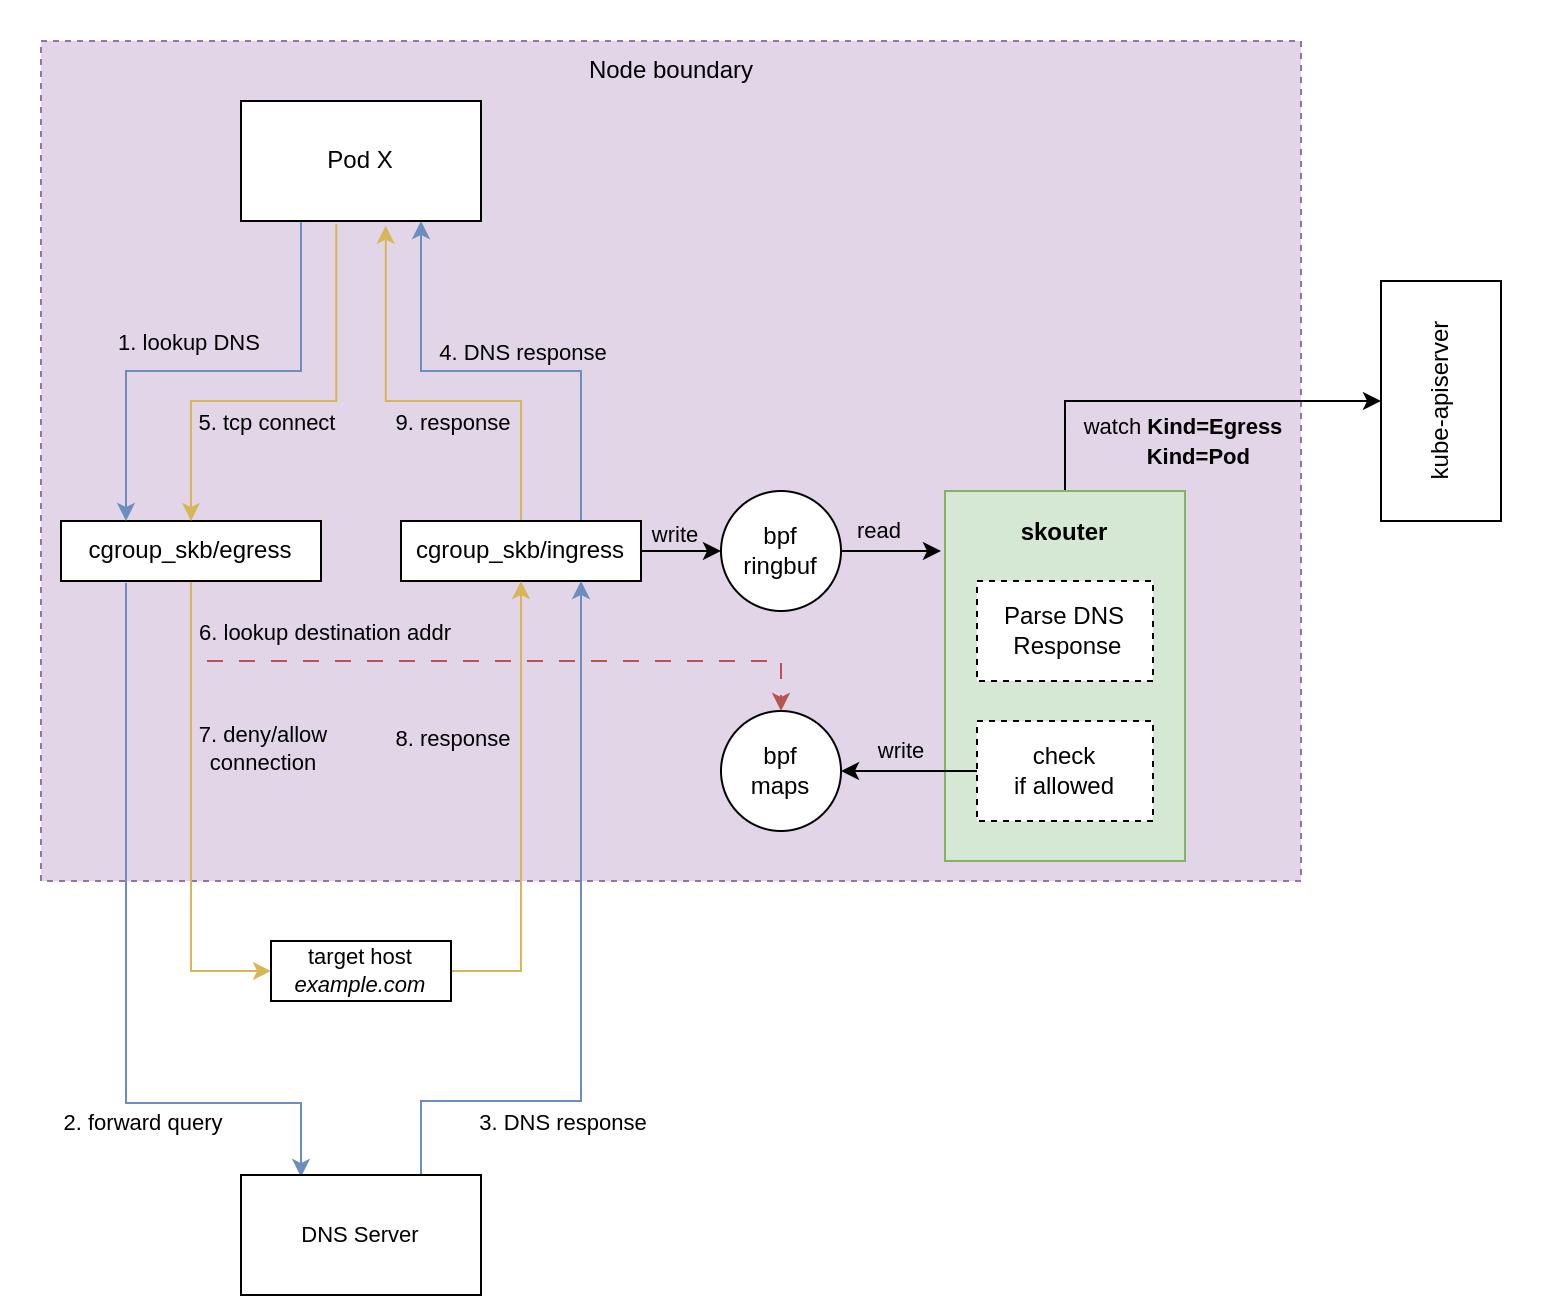 Node boundary
Pod X
1. lookup DNS
4. DNS response
5. tcp connect
9. response
kube-apiserver
watch Kind=Egress
Kind=Pod
cgroup_skb/egress
cgroup_skb/ingress
write
bpf
ringbuf
read
skouter
Parse DNS
Response
6. lookup destination addr
7. deny/allow
connection
8. response
bpf
maps
write
check
if allowed
target host
example.com
2. forward query
3. DNS response
DNS Server